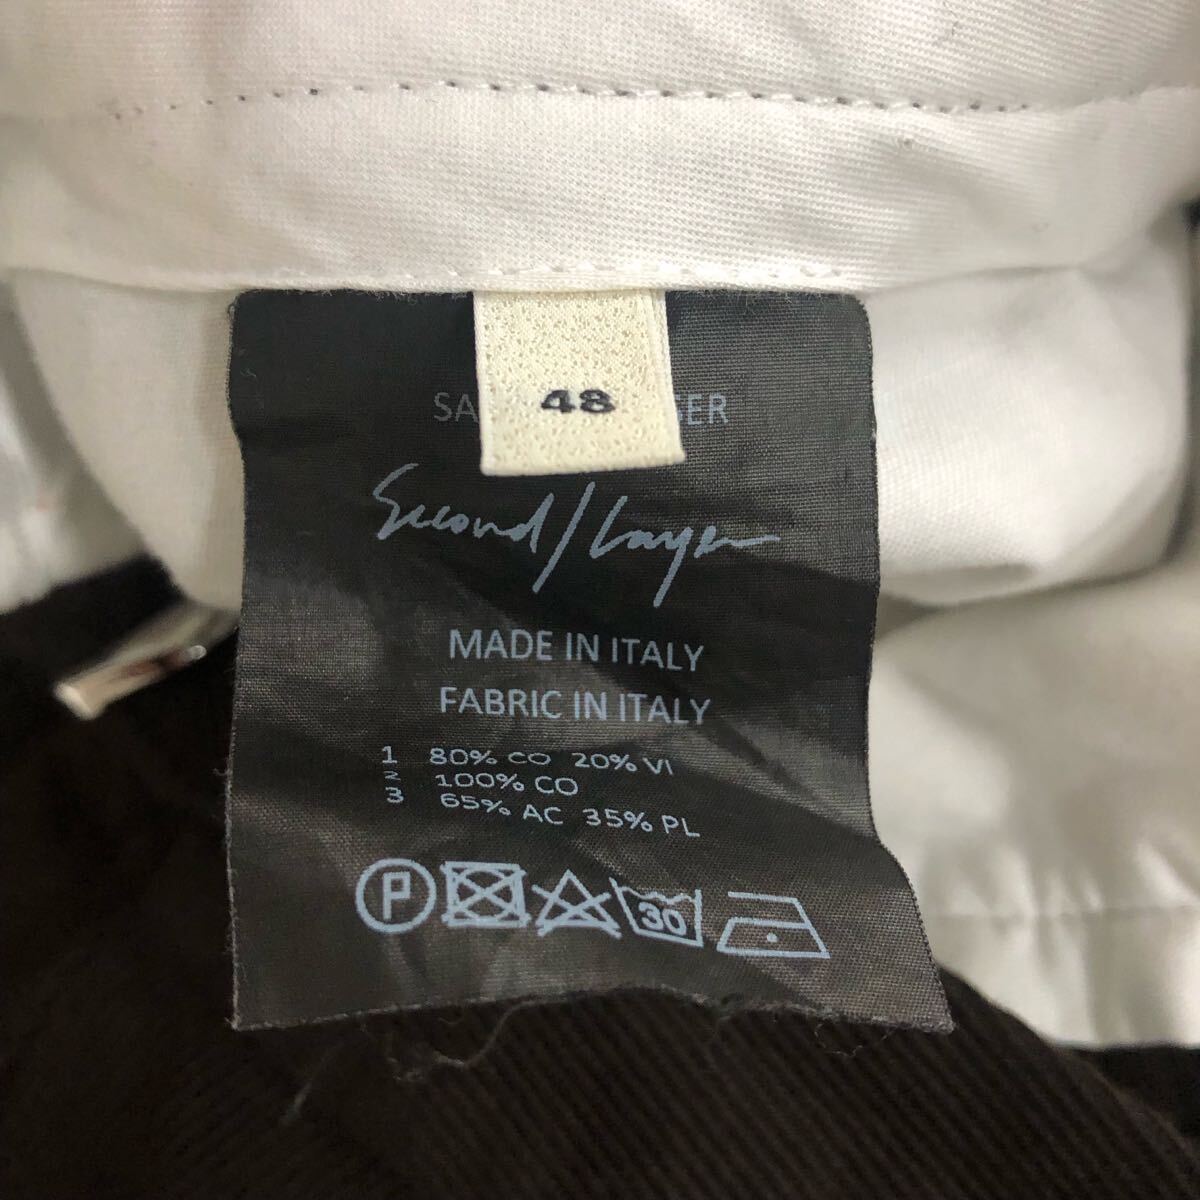 48
Second/Layer
MADE IN ITALY
FABRIC IN ITALY
1 80% CO 20% VI
2 100% CO
3 65% AC 35% PL
P 30